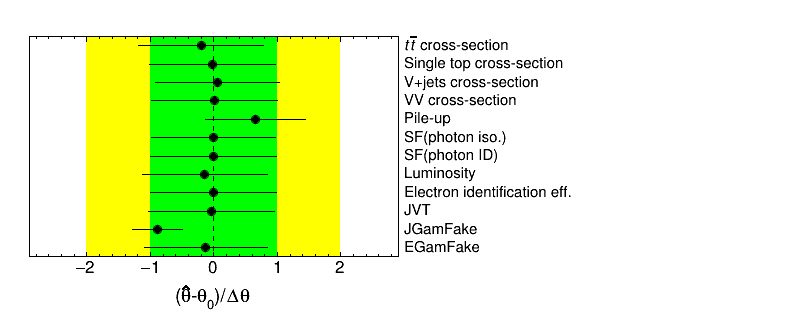 tt̄ cross-section
Single top cross-section
V+jets cross-section
VV cross-section
Pile-up
SF(photon iso.)
SF(photon ID)
Luminosity
Electron identification eff.
JVT
JGamFake
EGamFake
−2 −1 0 1 2
(θ̂-θ₀)/Δθ